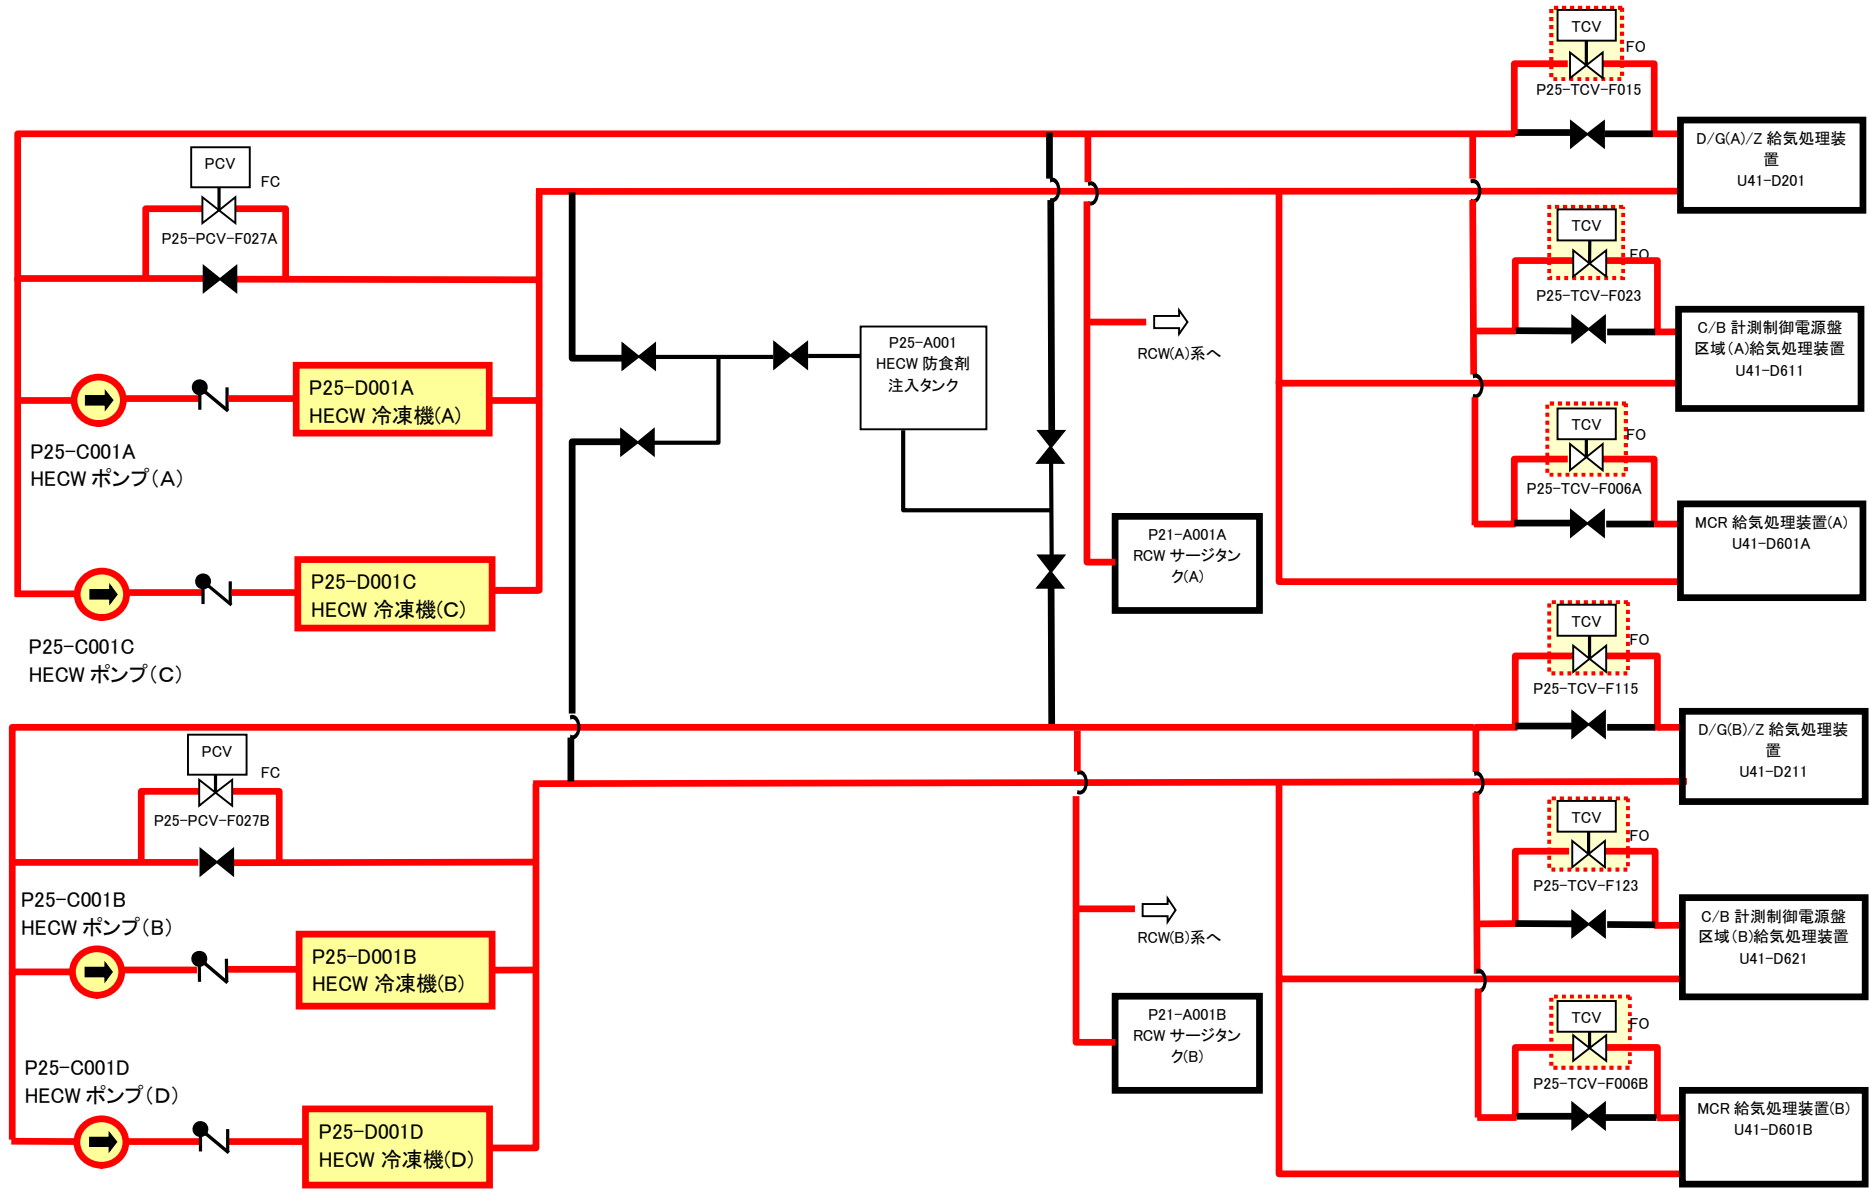 TCV
FO
P25-TCV-F015
D/G(A)/Z 給気処理装
置
U41-D201
PCV
FC
P25-PCV-F027A
TCV
FO
P25-TCV-F023
C/B 計測制御電源盤
区域(A)給気処理装置
U41-D611
P25-A001
HECW 防食剤
注入タンク
RCW(A)系へ
P25-D001A
HECW 冷凍機(A)
P25-C001A
HECW ポンプ(A)
TCV
FO
P25-TCV-F006A
MCR 給気処理装置(A)
U41-D601A
P21-A001A
RCW サージタン
ク(A)
P25-D001C
HECW 冷凍機(C)
P25-C001C
HECW ポンプ(C)
TCV
FO
P25-TCV-F115
D/G(B)/Z 給気処理装
置
U41-D211
PCV
FC
P25-PCV-F027B
TCV
FO
P25-TCV-F123
C/B 計測制御電源盤
区域(B)給気処理装置
U41-D621
P25-C001B
HECW ポンプ(B)
P25-D001B
HECW 冷凍機(B)
RCW(B)系へ
P21-A001B
RCW サージタン
ク(B)
TCV
FO
P25-TCV-F006B
MCR 給気処理装置(B)
U41-D601B
P25-C001D
HECW ポンプ(D)
P25-D001D
HECW 冷凍機(D)